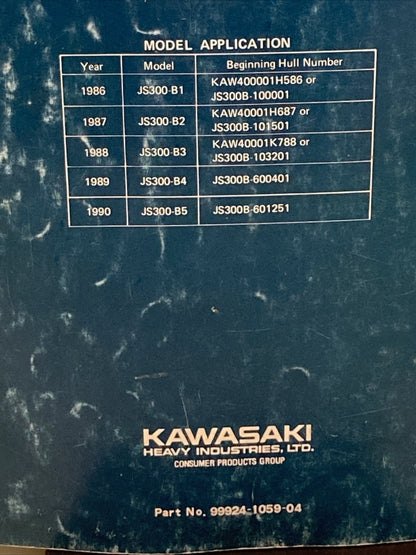 MODEL APPLICATION
Year Model Beginning Hull Number
1986 JS300-B1 KAW400001H586 or
JS300B-100001
1987 JS300-B2 KAW40001H687 or
JS300B-101501
1988 JS300-B3 KAW40001K788 or
JS300B-103201
1989 JS300-B4 JS300B-600401
1990 JS300-B5 JS300B-601251
KAWASAKI
HEAVY INDUSTRIES, LTD.
CONSUMER PRODUCTS GROUP
Part No. 99924-1059-04